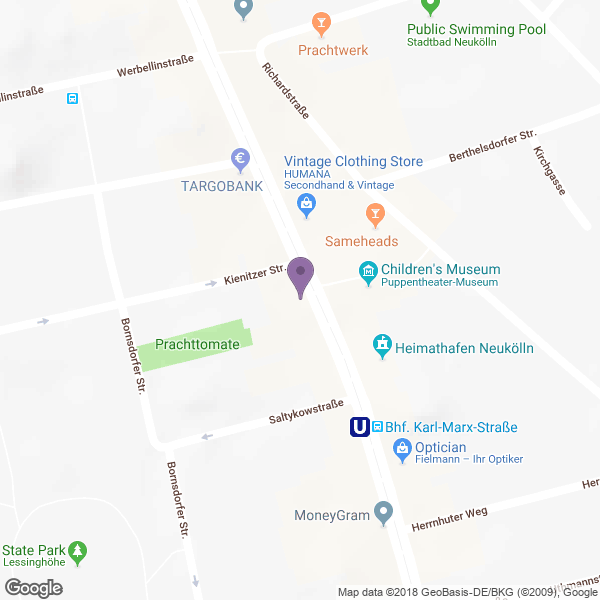 Public Swimming Pool
Stadtbad Neukölln
Prachtwerk
Werbellinstraße
llinstraße
Richardstraße
Berthelsdorfer Str.
Kirchgasse
Vintage Clothing Store
HUMANA
Secondhand & Vintage
€
TARGOBANK
Sameheads
Children's Museum
Puppentheater-Museum
Kienitzer Str.
Prachttomate
Bornsdorfer Str.
Heimathafen Neukölln
Saltykowstraße
U
Bhf. Karl-Marx-Straße
Optician
Fielmann – Ihr Optiker
Bornsdorfer Str.
MoneyGram
Herrnhuter Weg
Her
State Park
Lessinghöhe
thmannst
Google
Map data ©2018 GeoBasis-DE/BKG (©2009), Google